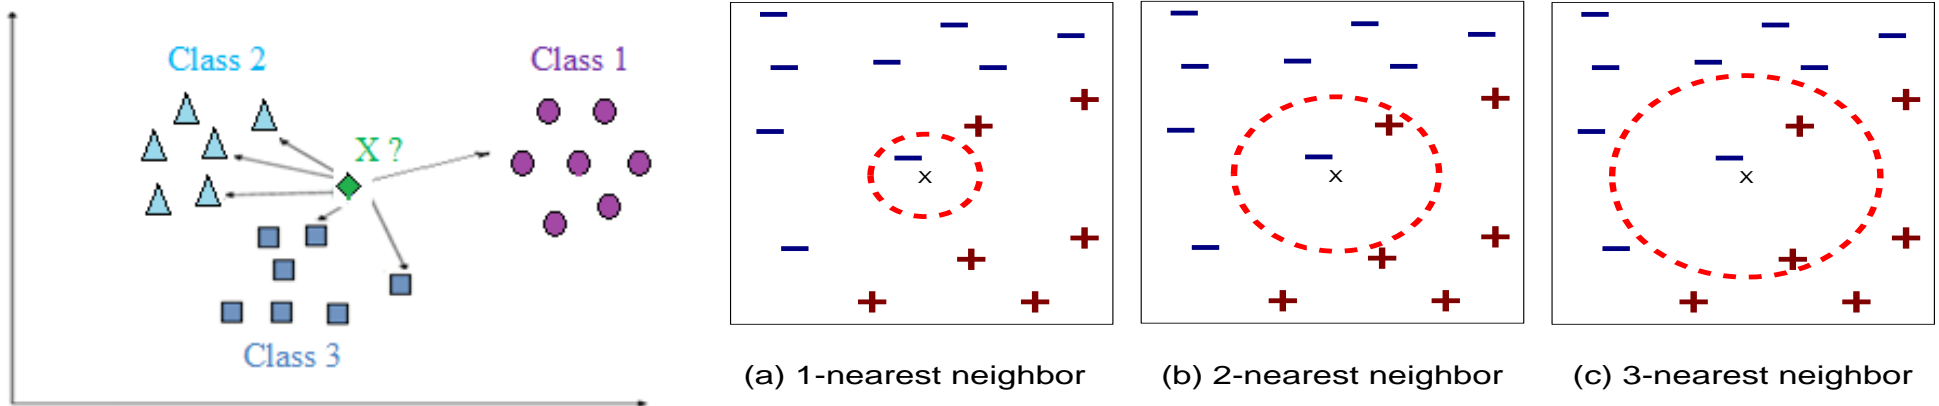 Class 2
Class 1
X ?
Class 3
x
x
x
(a) 1-nearest neighbor
(b) 2-nearest neighbor
(c) 3-nearest neighbor